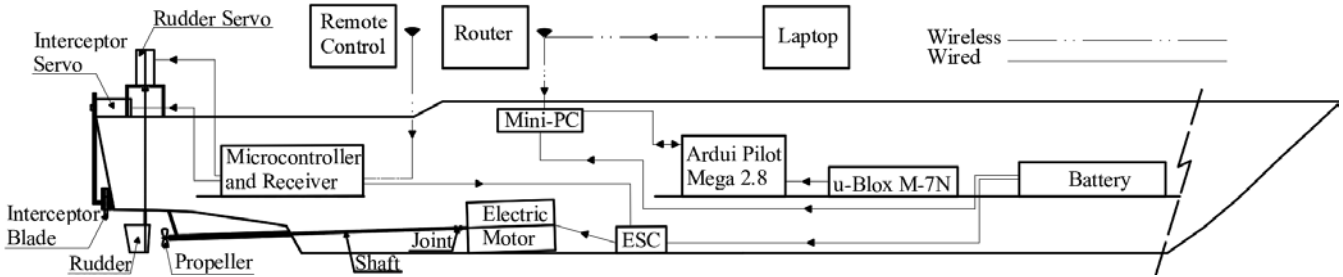 Rudder Servo
Interceptor
Servo
Remote
Control
Router
Laptop
Wireless
Wired
Mini-PC
Microcontroller
and Receiver
Ardui Pilot
Mega 2.8
u-Blox M-7N
Battery
Interceptor
Blade
Rudder
Propeller
Shaft
Joint
Electric
Motor
ESC